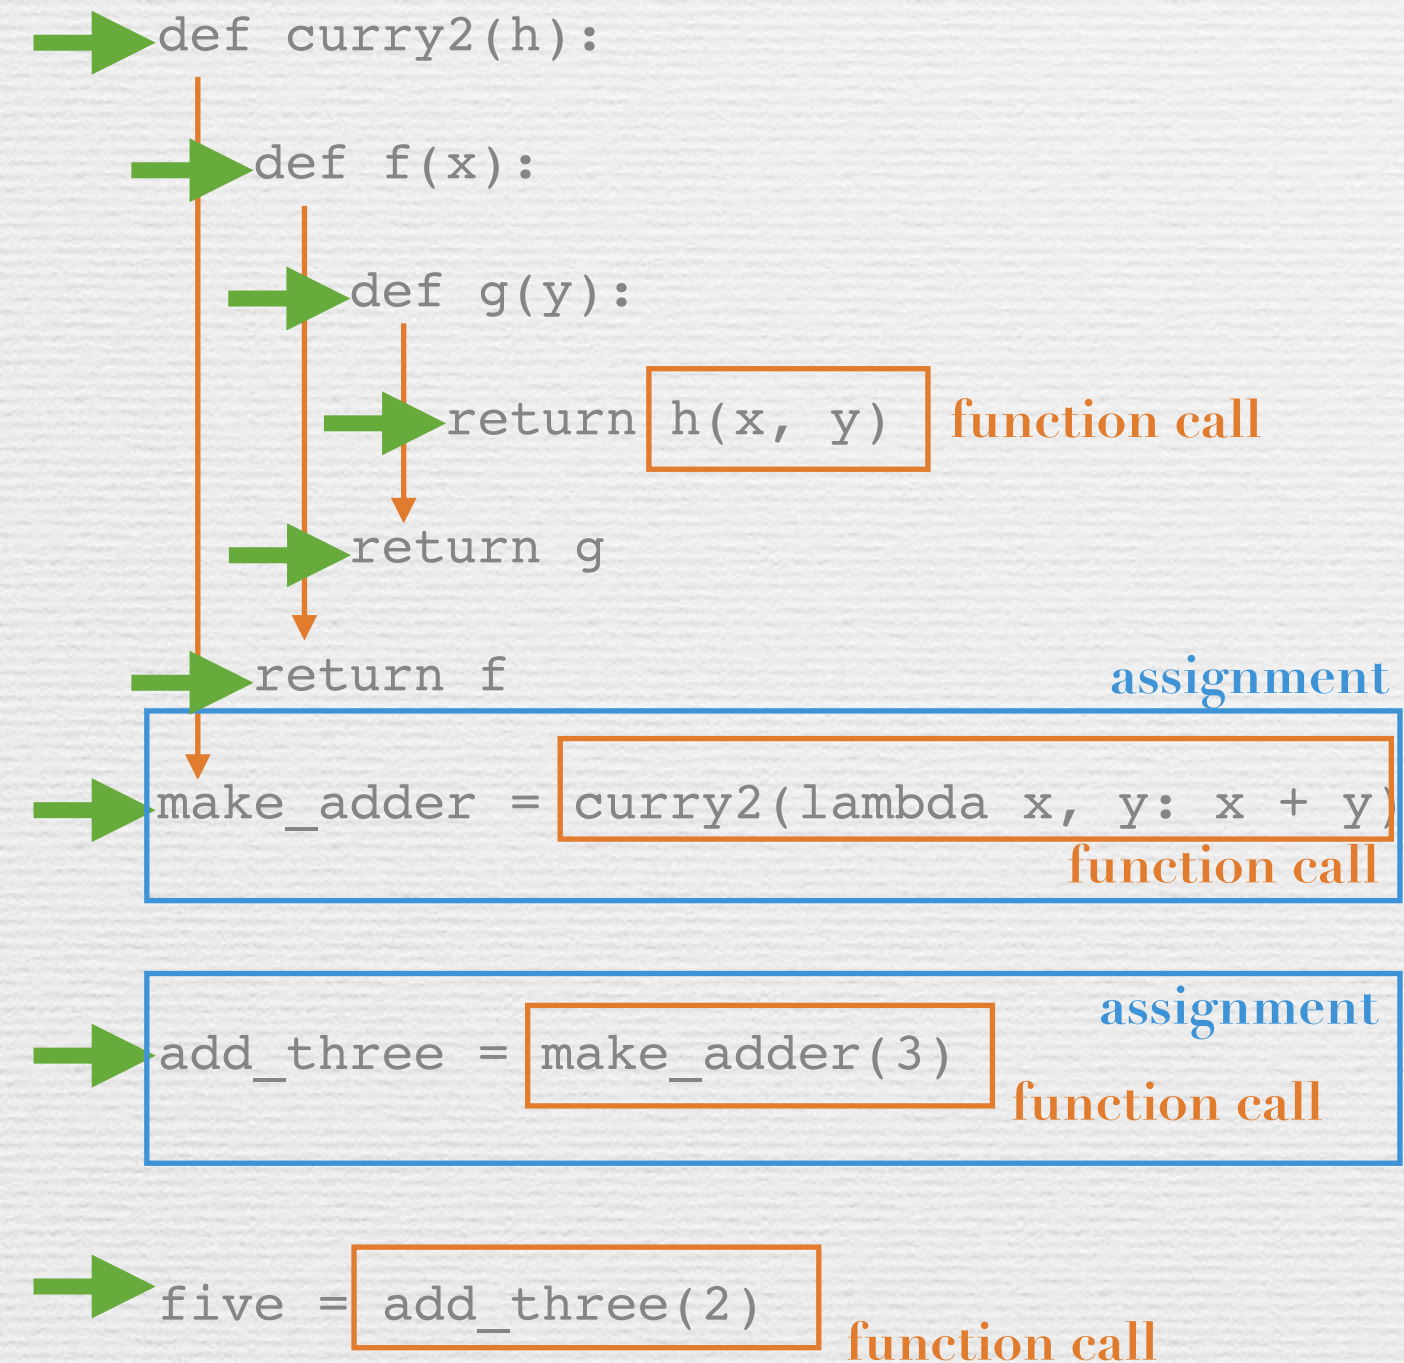 def curry2(h):
def f(x):
def g(y):
return h(x, y) function call
return g
return f
assignment
make_adder = curry2(lambda x, y: x + y)
function call
assignment
add_three = make_adder(3)
function call
five = add_three(2)
function call